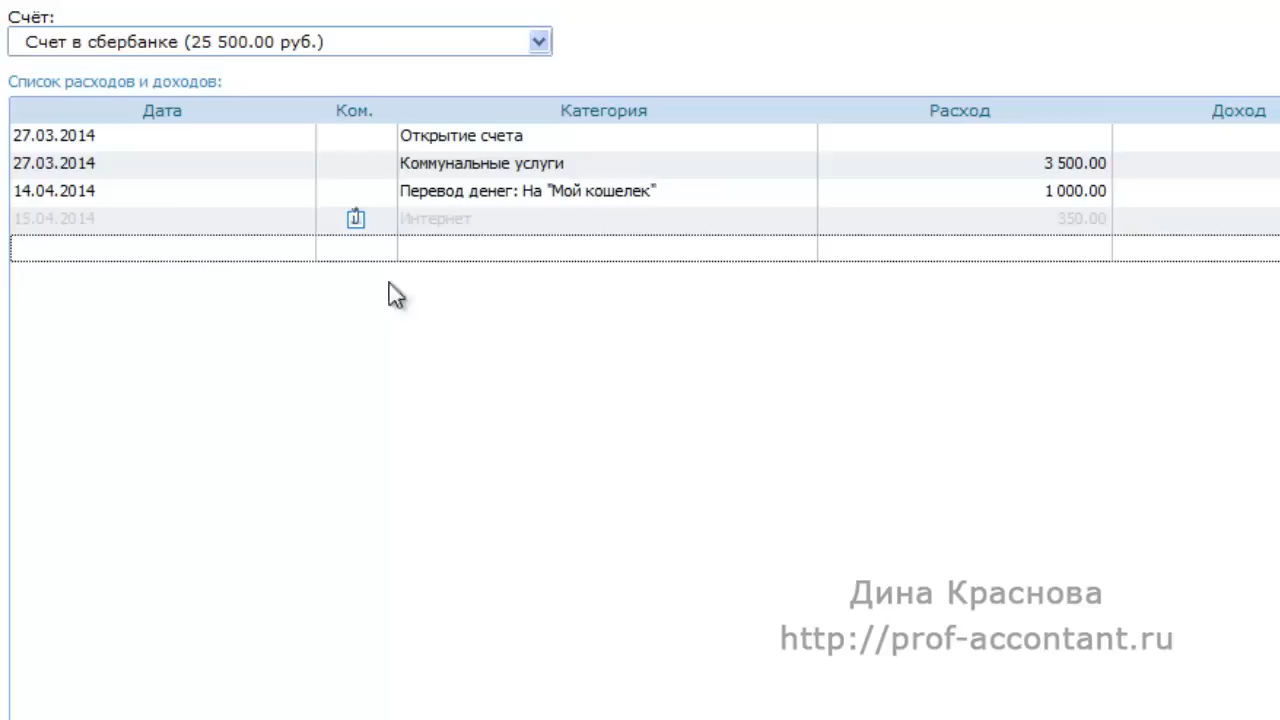 Счёт:
Счет в сбербанке (25 500.00 руб.)
Список расходов и доходов:
Дата Ком. Категория Расход Доход
27.03.2014 Открытие счета
27.03.2014 Коммунальные услуги 3 500.00
14.04.2014 Перевод денег: На "Мой кошелек" 1 000.00
15.04.2014 Интернет 350.00
Дина Краснова
http://prof-accontant.ru